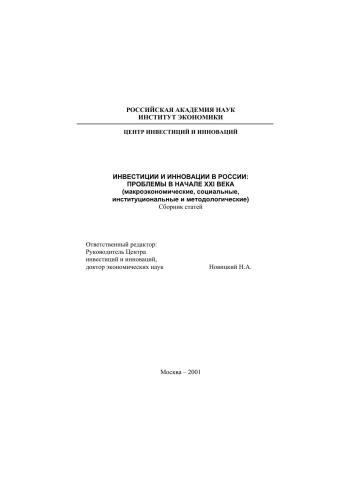 РОССИЙСКАЯ АКАДЕМИЯ НАУК
ИНСТИТУТ ЭКОНОМИКИ
ЦЕНТР ИНВЕСТИЦИЙ И ИННОВАЦИЙ
ИНВЕСТИЦИИ И ИННОВАЦИИ В РОССИИ:
ПРОБЛЕМЫ В НАЧАЛЕ XXI ВЕКА
(макроэкономические, социальные,
институциональные и методологические)
Сборник статей
Ответственный редактор:
Руководитель Центра
инвестиций и инноваций,
доктор экономических наук Новицкий Н.А.
Москва – 2001